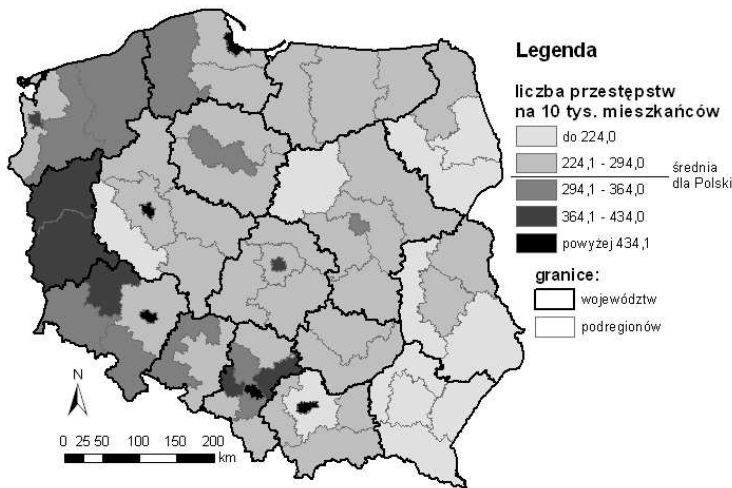 Legenda
liczba przestępstw
na 10 tys. mieszkańców
do 224,0
224,1 - 294,0
średnia
dla Polski
294,1 - 364,0
364,1 - 434,0
powyżej 434,1
granice:
województw
podregionów
N
0 25 50 100 150 200
km